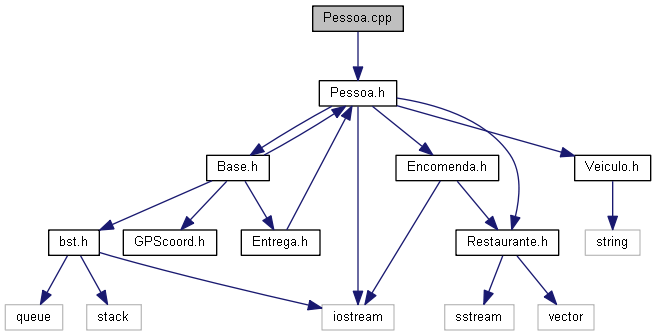 Pessoa.cpp
Pessoa.h
Base.h
Encomenda.h
Veiculo.h
bst.h
GPScoord.h
Entrega.h
Restaurante.h
string
queue
stack
iostream
sstream
vector